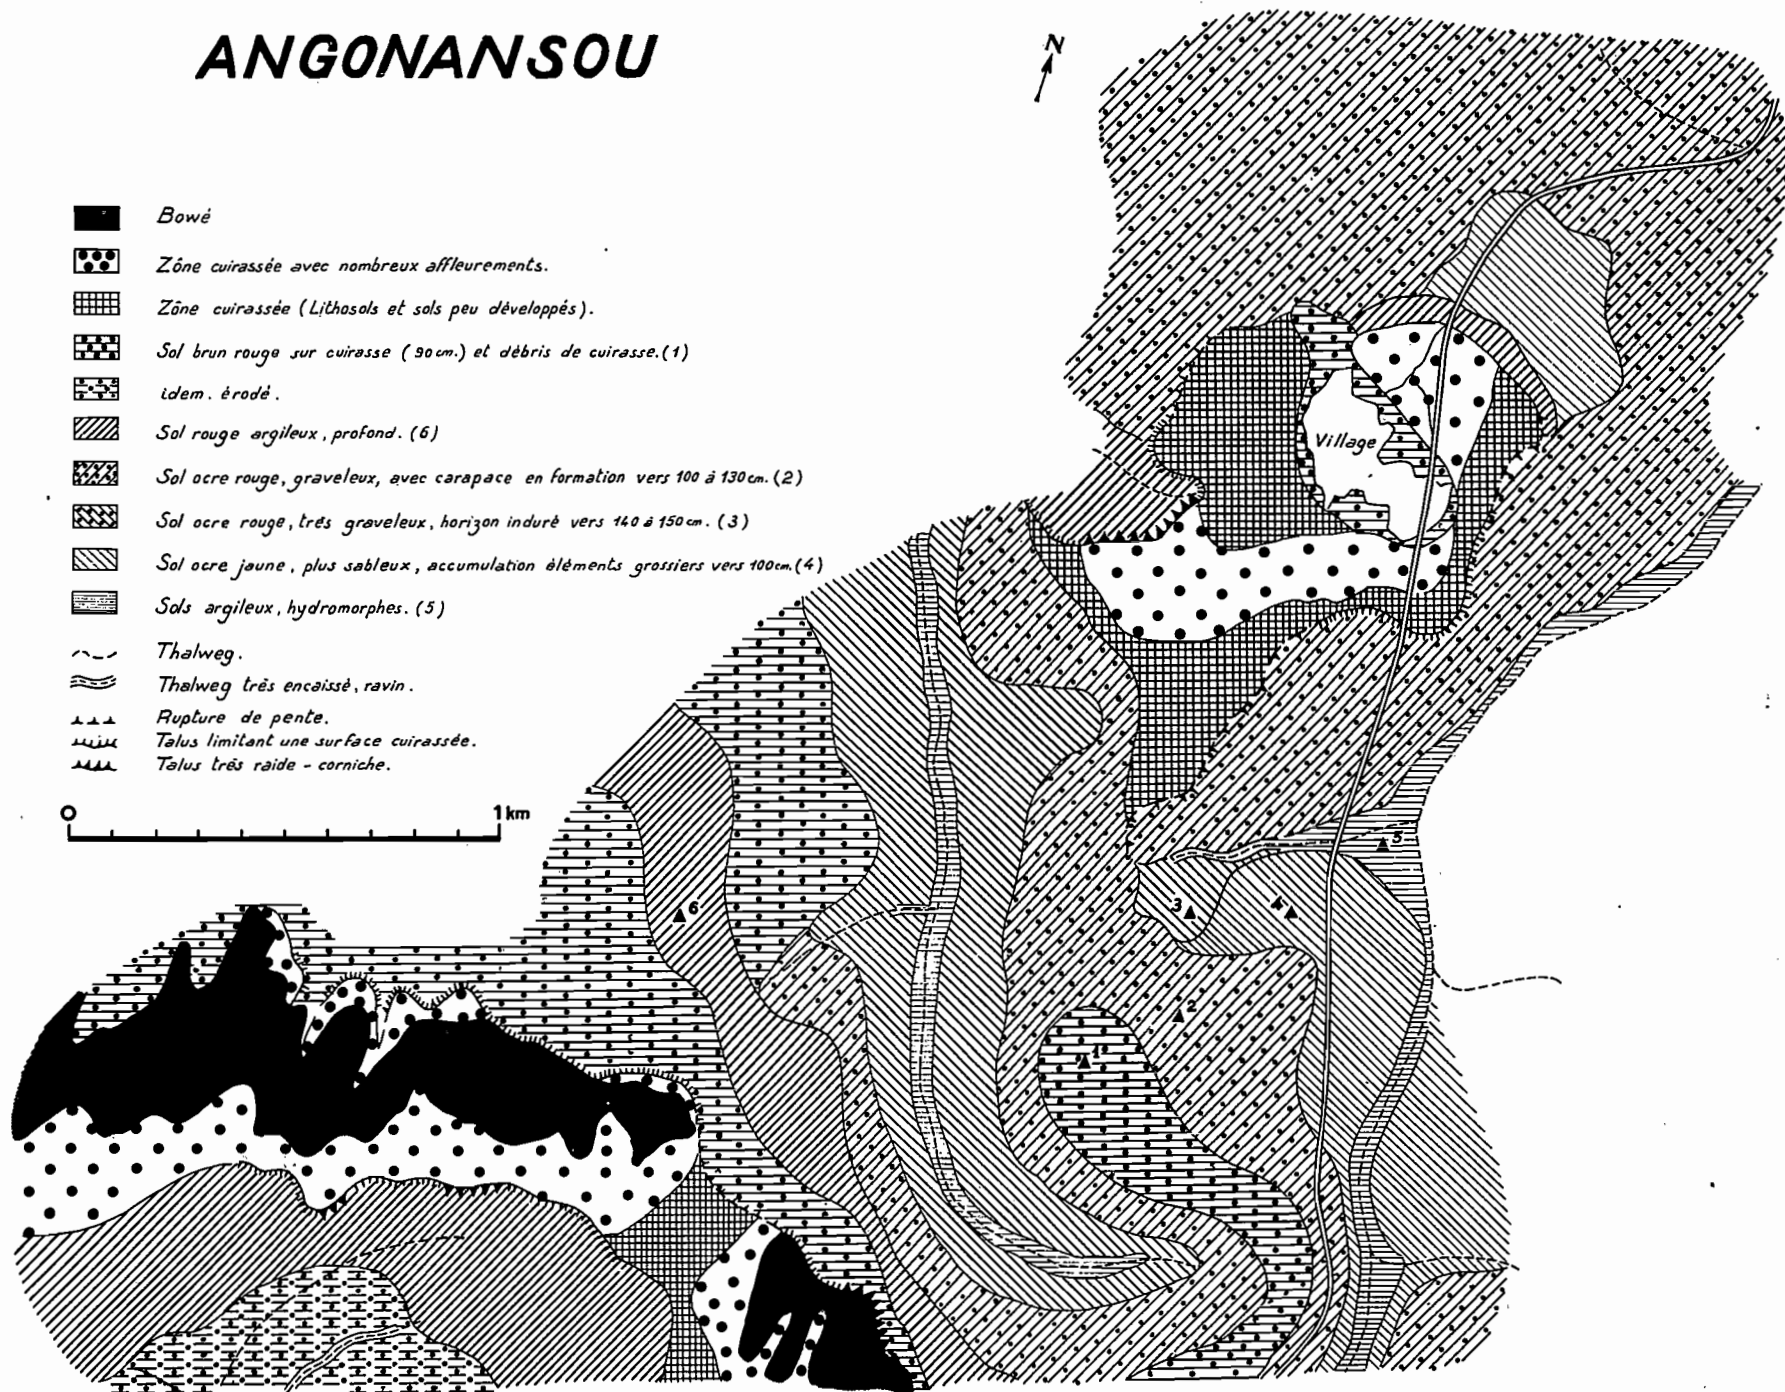 ANGONANSOU
N
Bowé
Zône cuirassée avec nombreux affleurements.
Zône cuirassée (Lithosols et sols peu développés).
Sol brun rouge sur cuirasse (90 cm.) et débris de cuirasse.(1)
idem. érodé.
Sol rouge argileux, profond. (6)
Sol ocre rouge, graveleux, avec carapace en formation vers 100 à 130 cm. (2)
Sol ocre rouge, très graveleux, horizon induré vers 140 à 150 cm. (3)
Sol ocre jaune, plus sableux, accumulation éléments grossiers vers 100 cm. (4)
Sols argileux, hydromorphes. (5)
Thalweg.
Thalweg très encaissé, ravin.
Rupture de pente.
Talus limitant une surface cuirassée.
Talus très raide - corniche.
0 1 km
Village
5
3
4
6
2
1